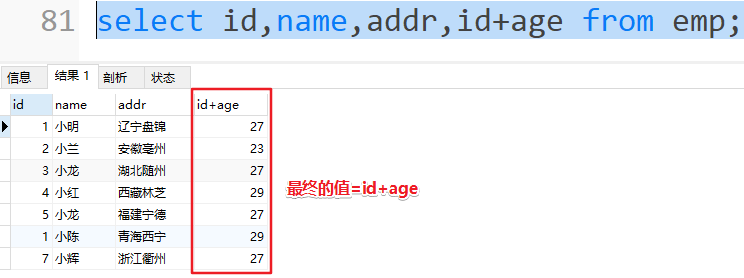 81 select id,name,addr,id+age from emp;
信息 结果 1 剖析 状态
id name addr id+age
1 小明 辽宁盘锦 27
2 小兰 安徽亳州 23
3 小龙 湖北随州 27
4 小红 西藏林芝 29
5 小龙 福建宁德 27
1 小陈 青海西宁 29
7 小辉 浙江衢州 27
最终的值=id+age